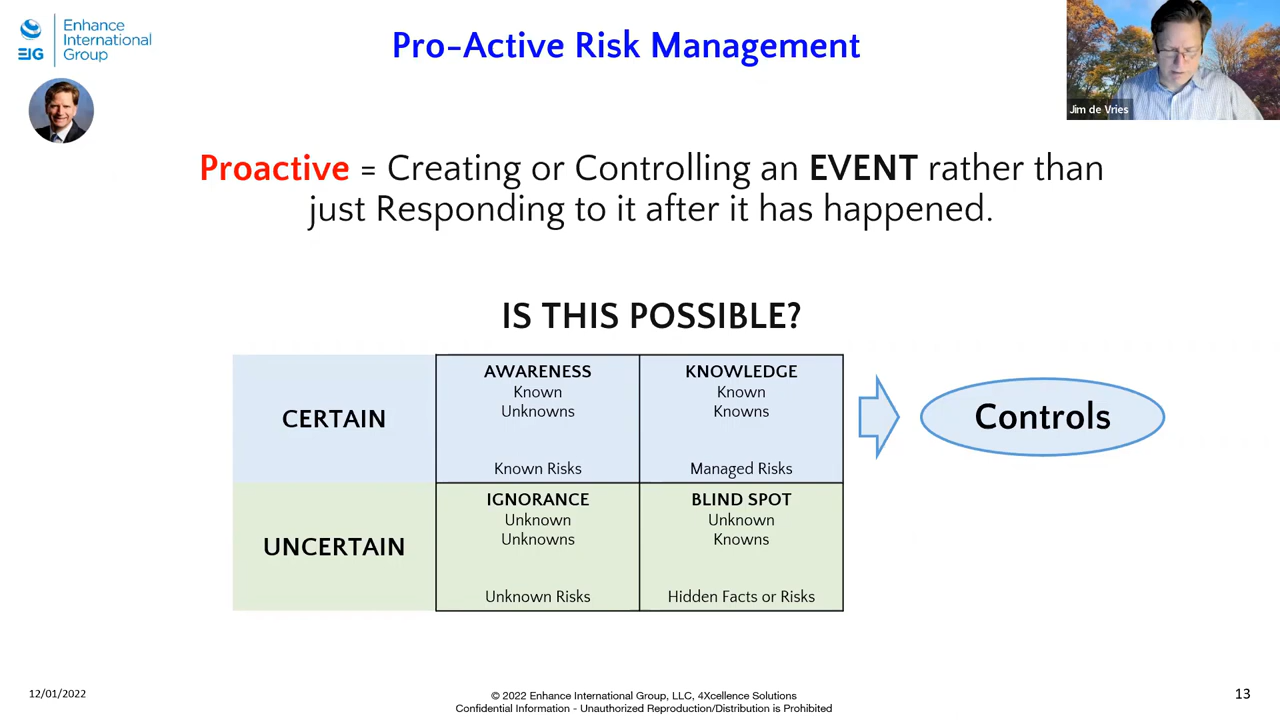 Enhance
International
Group
EIG
Pro-Active Risk Management
Jim de Vries
Proactive = Creating or Controlling an EVENT rather than
just Responding to it after it has happened.
IS THIS POSSIBLE?
CERTAIN
AWARENESS
Known
Unknowns
Known Risks
KNOWLEDGE
Known
Knowns
Managed Risks
Controls
UNCERTAIN
IGNORANCE
Unknown
Unknowns
Unknown Risks
BLIND SPOT
Unknown
Knowns
Hidden Facts or Risks
12/01/2022
© 2022 Enhance International Group, LLC, 4Xcellence Solutions
Confidential Information - Unauthorized Reproduction/Distribution is Prohibited
13